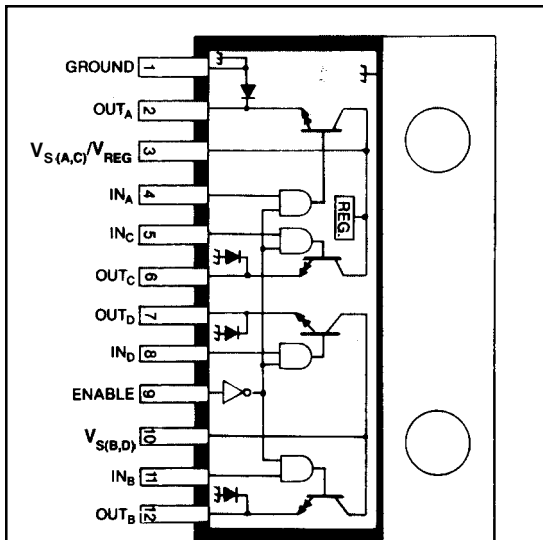 GROUND 1
OUTA 2
VS (A,C)/VREG 3
INA 4
INC 5
OUTC 6
OUTD 7
IND 8
ENABLE 9
VS(B,D) 10
INB 11
OUTB 12
REG.